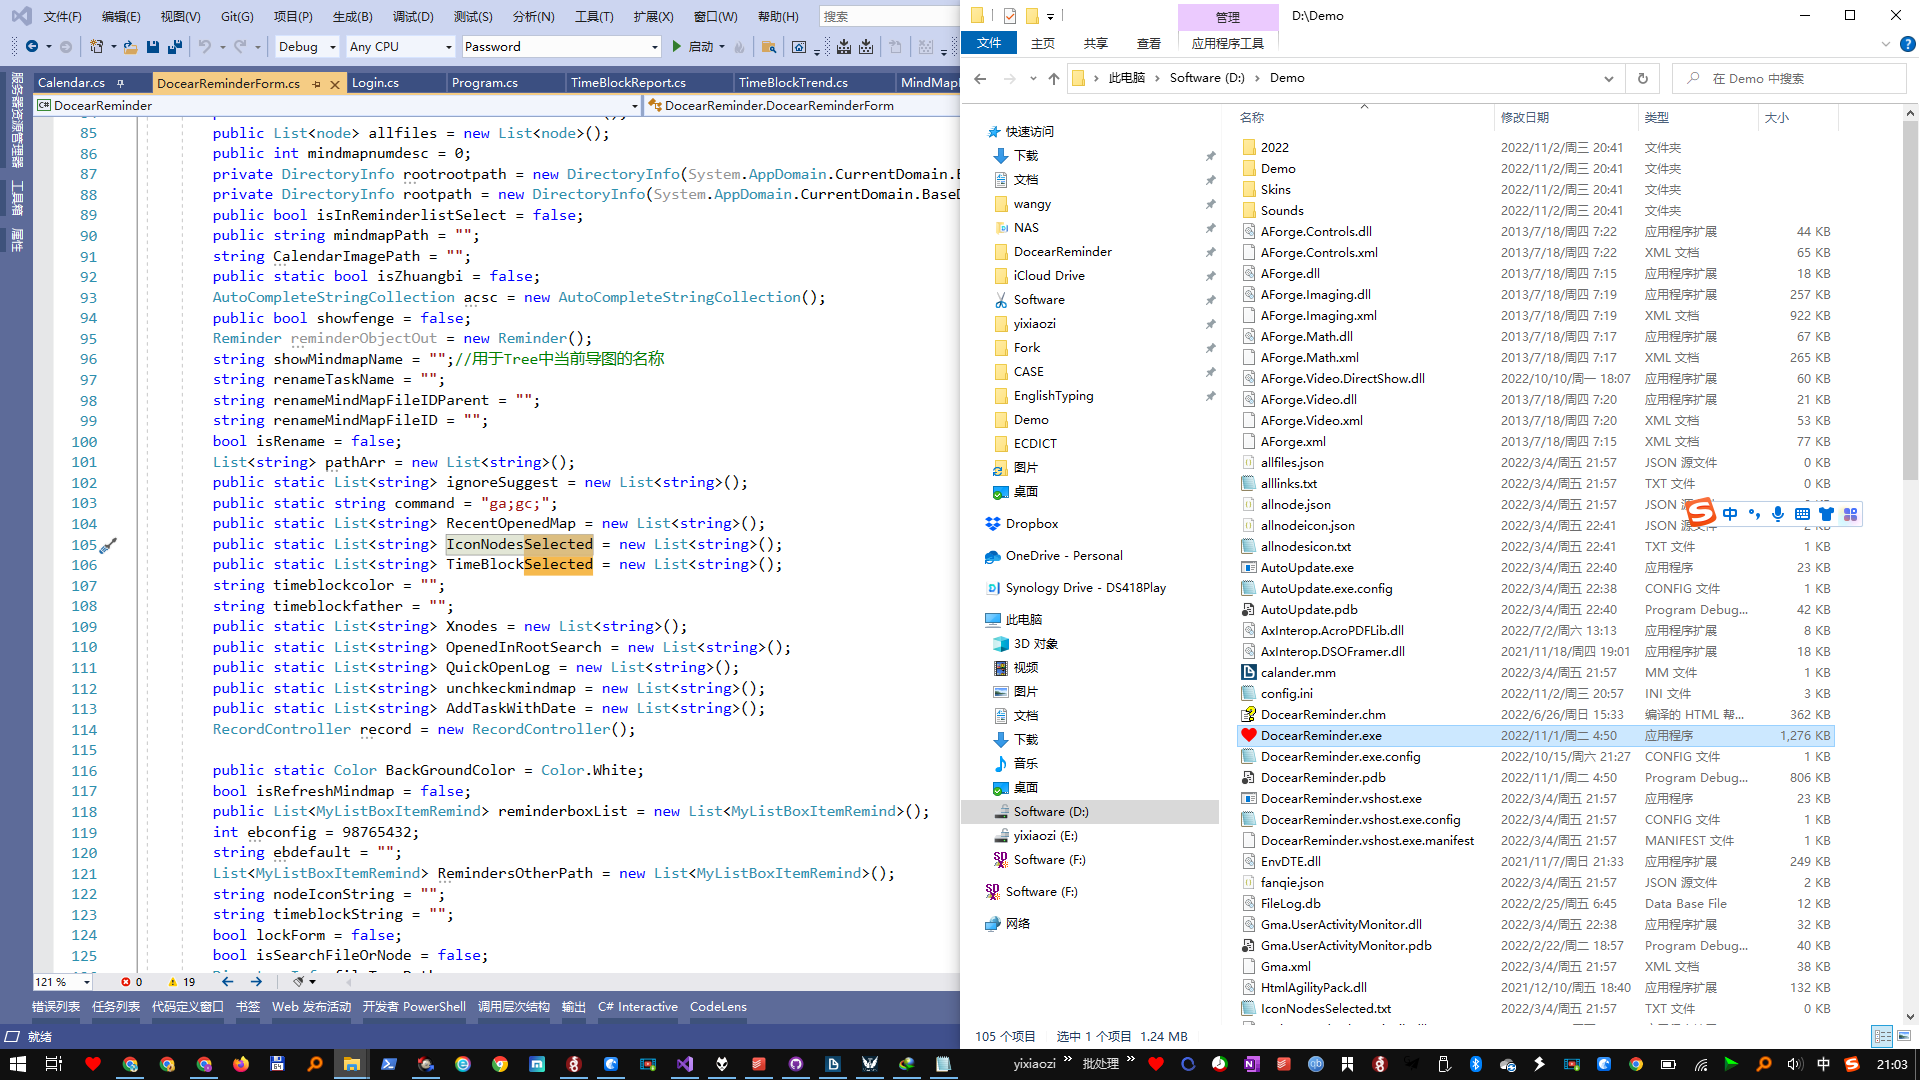 文件(F) 编辑(E) 视图(V) Git(G) 项目(P) 生成(B) 调试(D) 测试(S) 分析(N) 工具(T) 扩展(X) 窗口(W) 帮助(H) 搜索
Debug Any CPU Password 启动
Calendar.cs DocearReminderForm.cs Login.cs Program.cs TimeBlockReport.cs TimeBlockTrend.cs MindMap
DocearReminder DocearReminder.DocearReminderForm
服务器资源管理器
工具箱
属性
85 public List<node> allfiles = new List<node>();
86 public int mindmapnumdesc = 0;
87 private DirectoryInfo rootrootpath = new DirectoryInfo(System.AppDomain.CurrentDomain.
88 private DirectoryInfo rootpath = new DirectoryInfo(System.AppDomain.CurrentDomain.Base
89 public bool isInReminderlistSelect = false;
90 public string mindmapPath = "";
91 string CalendarImagePath = "";
92 public static bool isZhuangbi = false;
93 AutoCompleteStringCollection acsc = new AutoCompleteStringCollection();
94 public bool showfenge = false;
95 Reminder reminderObjectOut = new Reminder();
96 string showMindmapName = "";//用于Tree中当前导图的名称
97 string renameTaskName = "";
98 string renameMindMapFileIDParent = "";
99 string renameMindMapFileID = "";
100 bool isRename = false;
101 List<string> pathArr = new List<string>();
102 public static List<string> ignoreSuggest = new List<string>();
103 public static string command = "ga;gc;";
104 public static List<string> RecentOpenedMap = new List<string>();
105 public static List<string> IconNodesSelected = new List<string>();
106 public static List<string> TimeBlockSelected = new List<string>();
107 string timeblockcolor = "";
108 string timeblockfather = "";
109 public static List<string> Xnodes = new List<string>();
110 public static List<string> OpenedInRootSearch = new List<string>();
111 public static List<string> QuickOpenLog = new List<string>();
112 public static List<string> unchkeckmindmap = new List<string>();
113 public static List<string> AddTaskWithDate = new List<string>();
114 RecordController record = new RecordController();
115
116 public static Color BackGroundColor = Color.White;
117 bool isRefreshMindmap = false;
118 public List<MyListBoxItemRemind> reminderboxList = new List<MyListBoxItemRemind>();
119 int ebconfig = 98765432;
120 string ebdefault = "";
121 List<MyListBoxItemRemind> RemindersOtherPath = new List<MyListBoxItemRemind>();
122 string nodeIconString = "";
123 string timeblockString = "";
124 bool lockForm = false;
125 bool isSearchFileOrNode = false;
121 % 0 19
错误列表 任务列表 代码定义窗口 书签 Web 发布活动 开发者 PowerShell 调用层次结构 输出 C# Interactive CodeLens
就绪
管理 D:\Demo
文件 主页 共享 查看 应用程序工具
此电脑 Software (D:) Demo 在 Demo 中搜索
快速访问
下载
文档
wangy
NAS
DocearReminder
iCloud Drive
Software
yixiaozi
Fork
CASE
EnglishTyping
Demo
ECDICT
图片
桌面
Dropbox
OneDrive - Personal
Synology Drive - DS418Play
此电脑
3D 对象
视频
图片
文档
下载
音乐
桌面
Software (D:)
yixiaozi (E:)
Software (F:)
Software (F:)
网络
名称 修改日期 类型 大小
2022 2022/11/2/周三 20:41 文件夹
Demo 2022/11/2/周三 20:41 文件夹
Skins 2022/11/2/周三 20:41 文件夹
Sounds 2022/11/2/周三 20:41 文件夹
AForge.Controls.dll 2013/7/18/周四 7:22 应用程序扩展 44 KB
AForge.Controls.xml 2013/7/18/周四 7:22 XML 文档 65 KB
AForge.dll 2013/7/18/周四 7:15 应用程序扩展 18 KB
AForge.Imaging.dll 2013/7/18/周四 7:19 应用程序扩展 257 KB
AForge.Imaging.xml 2013/7/18/周四 7:19 XML 文档 922 KB
AForge.Math.dll 2013/7/18/周四 7:17 应用程序扩展 67 KB
AForge.Math.xml 2013/7/18/周四 7:17 XML 文档 265 KB
AForge.Video.DirectShow.dll 2022/10/10/周一 18:07 应用程序扩展 60 KB
AForge.Video.dll 2013/7/18/周四 7:20 应用程序扩展 21 KB
AForge.Video.xml 2013/7/18/周四 7:20 XML 文档 53 KB
AForge.xml 2013/7/18/周四 7:15 XML 文档 77 KB
allfiles.json 2022/3/4/周五 21:57 JSON 源文件 0 KB
alllinks.txt 2022/3/4/周五 21:57 TXT 文件 0 KB
allnode.json 2022/3/4/周五 21:57 JSON 源文件
allnodeicon.json 2022/3/4/周五 22:41 JSON 源文件 2 KB
allnodesicon.txt 2022/3/4/周五 22:41 TXT 文件 0 KB
AutoUpdate.exe 2022/3/4/周五 22:40 应用程序 23 KB
AutoUpdate.exe.config 2022/3/4/周五 22:38 CONFIG 文件 1 KB
AutoUpdate.pdb 2022/3/4/周五 22:40 Program Debug... 42 KB
AxInterop.AcroPDFLib.dll 2022/7/2/周六 13:13 应用程序扩展 8 KB
AxInterop.DSOFramer.dll 2021/11/18/周四 19:01 应用程序扩展 18 KB
calander.mm 2022/3/4/周五 21:57 MM 文件 1 KB
config.ini 2022/11/2/周三 20:57 INI 文件 3 KB
DocearReminder.chm 2022/6/26/周日 15:33 编译的 HTML 帮... 362 KB
DocearReminder.exe 2022/11/1/周二 4:50 应用程序 1,276 KB
DocearReminder.exe.config 2022/10/15/周六 21:27 CONFIG 文件 1 KB
DocearReminder.pdb 2022/11/1/周二 4:50 Program Debug... 806 KB
DocearReminder.vshost.exe 2022/3/4/周五 21:57 应用程序 23 KB
DocearReminder.vshost.exe.config 2022/3/4/周五 21:57 CONFIG 文件 1 KB
DocearReminder.vshost.exe.manifest 2022/3/4/周五 21:57 MANIFEST 文件 1 KB
EnvDTE.dll 2021/11/7/周日 21:33 应用程序扩展 249 KB
fanqie.json 2022/3/4/周五 21:57 JSON 源文件 2 KB
FileLog.db 2022/2/25/周五 6:45 Data Base File 12 KB
Gma.UserActivityMonitor.dll 2022/3/4/周五 22:38 应用程序扩展 32 KB
Gma.UserActivityMonitor.pdb 2022/2/22/周二 18:57 Program Debug... 40 KB
Gma.xml 2022/3/4/周五 21:57 XML 文档 38 KB
HtmlAgilityPack.dll 2021/12/10/周五 18:40 应用程序扩展 132 KB
IconNodesSelected.txt 2022/3/4/周五 21:57 TXT 文件 0 KB
中
105 个项目 选中 1 个项目 1.24 MB
yixiaozi 批处理 中 21:03